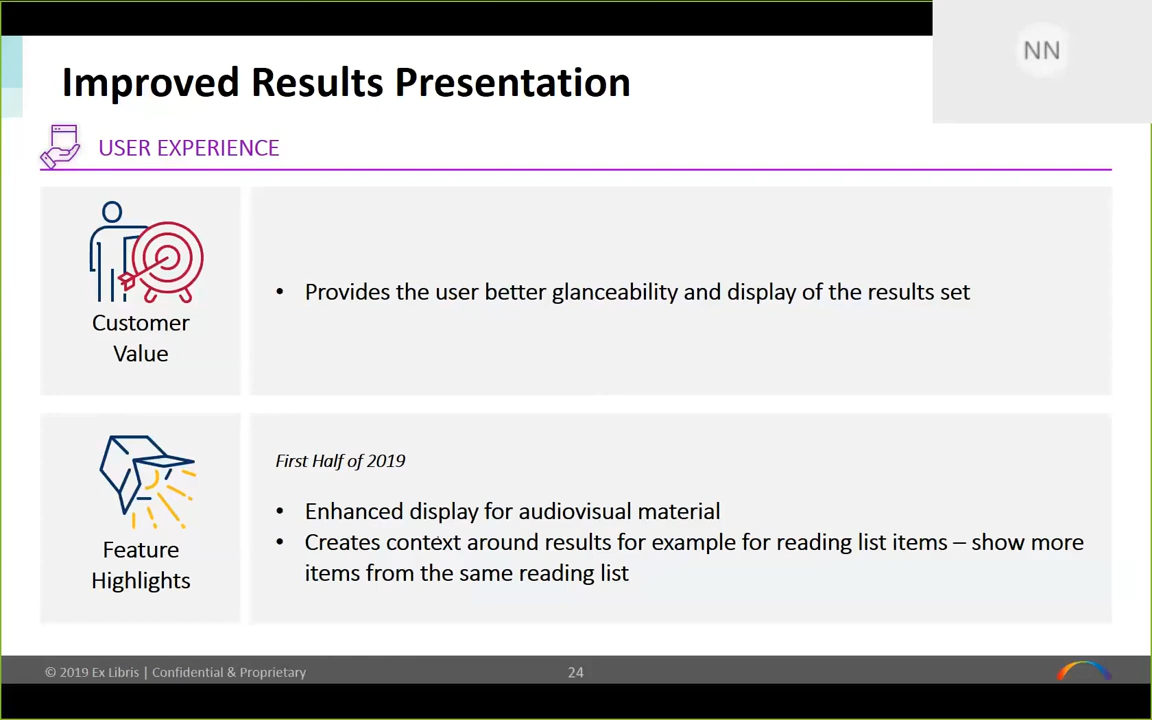 NN
Improved Results Presentation
USER EXPERIENCE
Customer
Value
• Provides the user better glanceability and display of the results set
Feature
Highlights
First Half of 2019
• Enhanced display for audiovisual material
• Creates context around results for example for reading list items – show more
items from the same reading list
© 2019 Ex Libris | Confidential & Proprietary
24